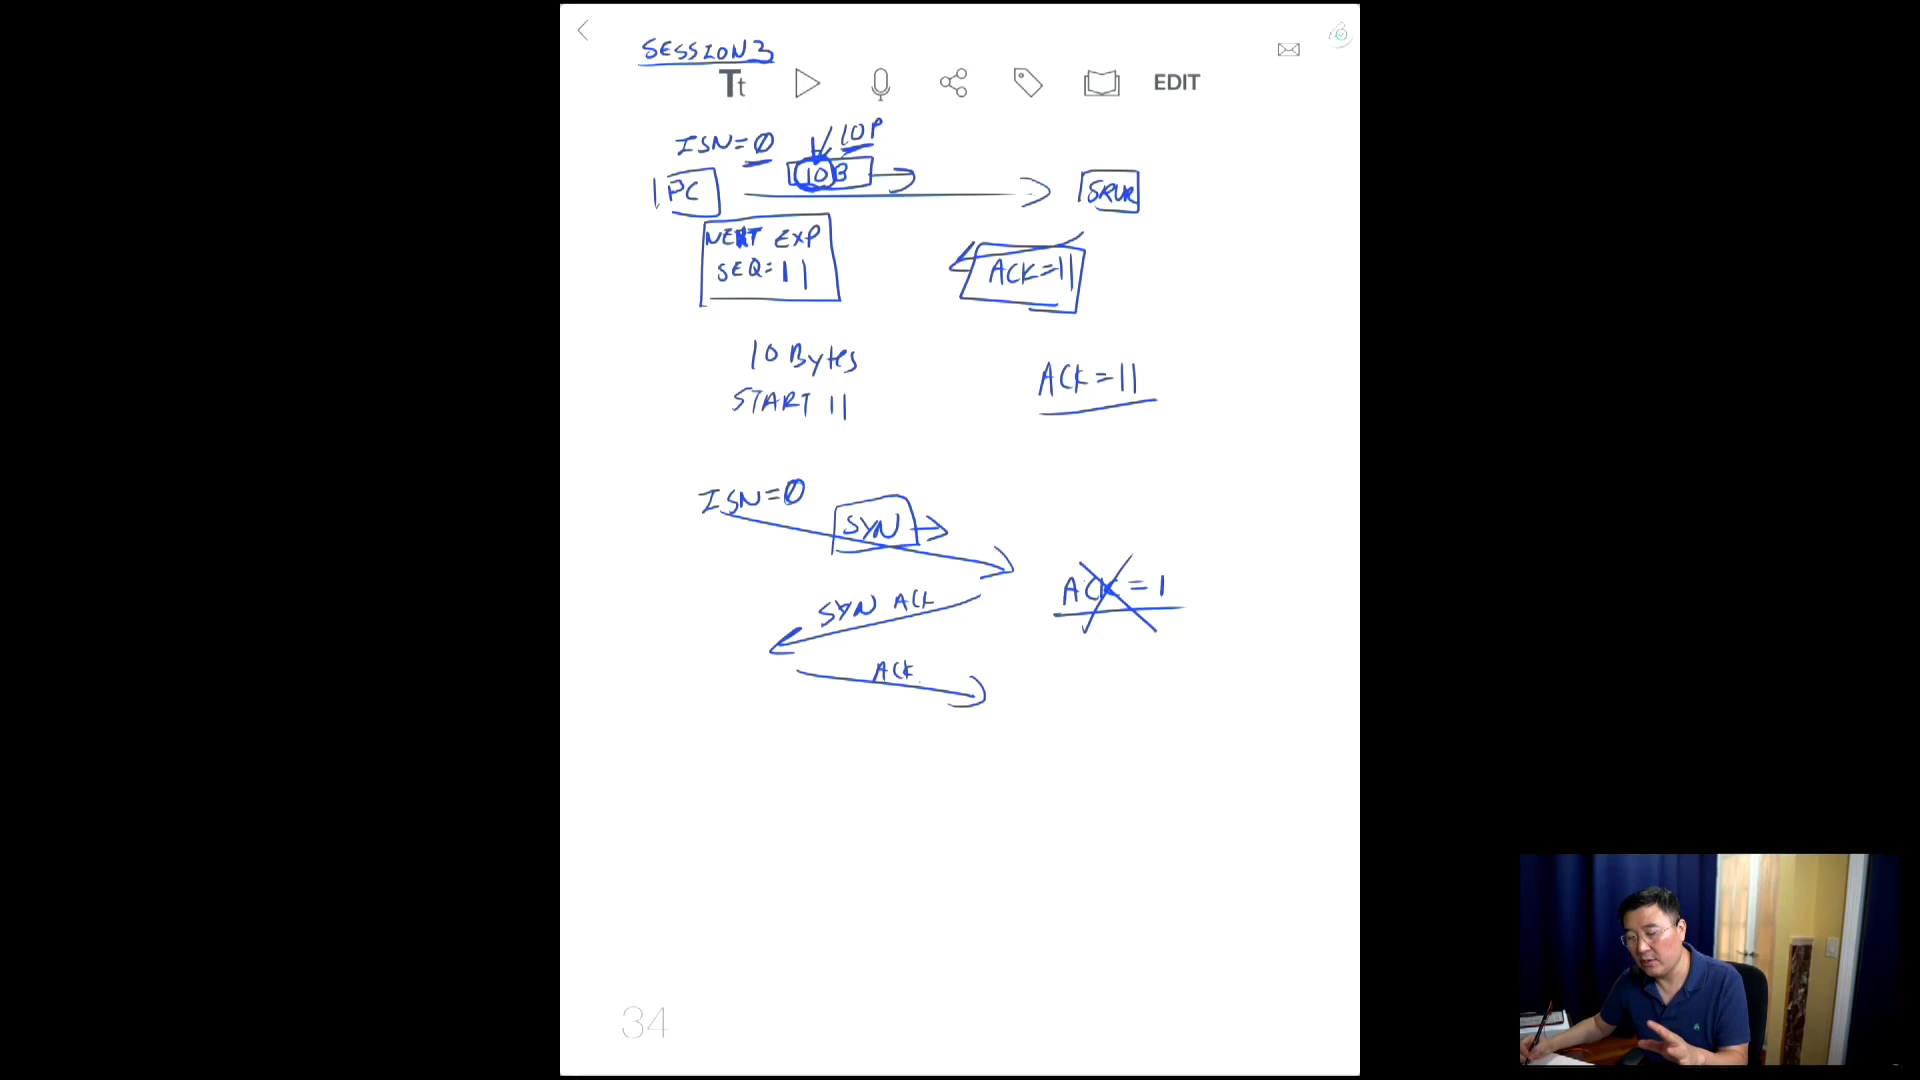 SESSION 3
Tt EDIT
ISN=0 10P
10B
PC SRVR
NEXT EXP
SEQ=11
ACK=11
10 Bytes
START 11
ACK=11
ISN=0
SYN
ACK=1
SYN ACK
ACK
34